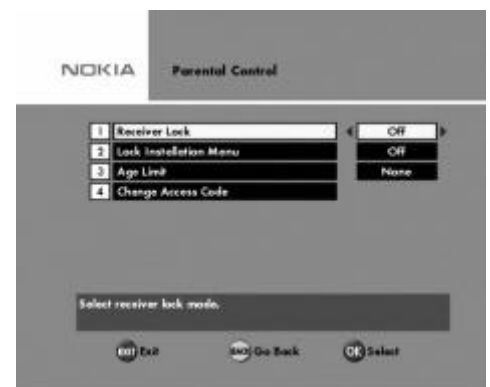 NOKIA Parental Control
1 Receiver Lock Off
2 Lock Installation Menu Off
3 Age Limit None
4 Change Access Code
Select receiver lock mode.
EXIT Exit BACK Go Back OK Select